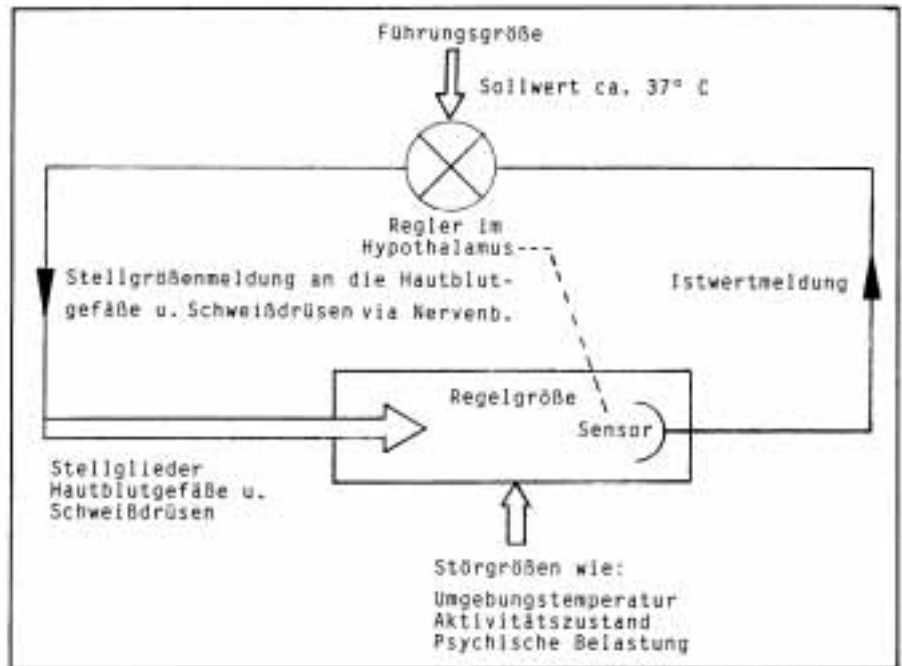 Führungsgröße
Sollwert ca. 37° C
Regler im
Hypothalamus---
Stellgrößenmeldung an die Hautblut-
gefäße u. Schweißdrüsen via Nervenb.
Istwertmeldung
Regelgröße
Sensor
Stellglieder
Hautblutgefäße u.
Schweißdrüsen
Störgrößen wie:
Umgebungstemperatur
Aktivitätszustand
Psychische Belastung